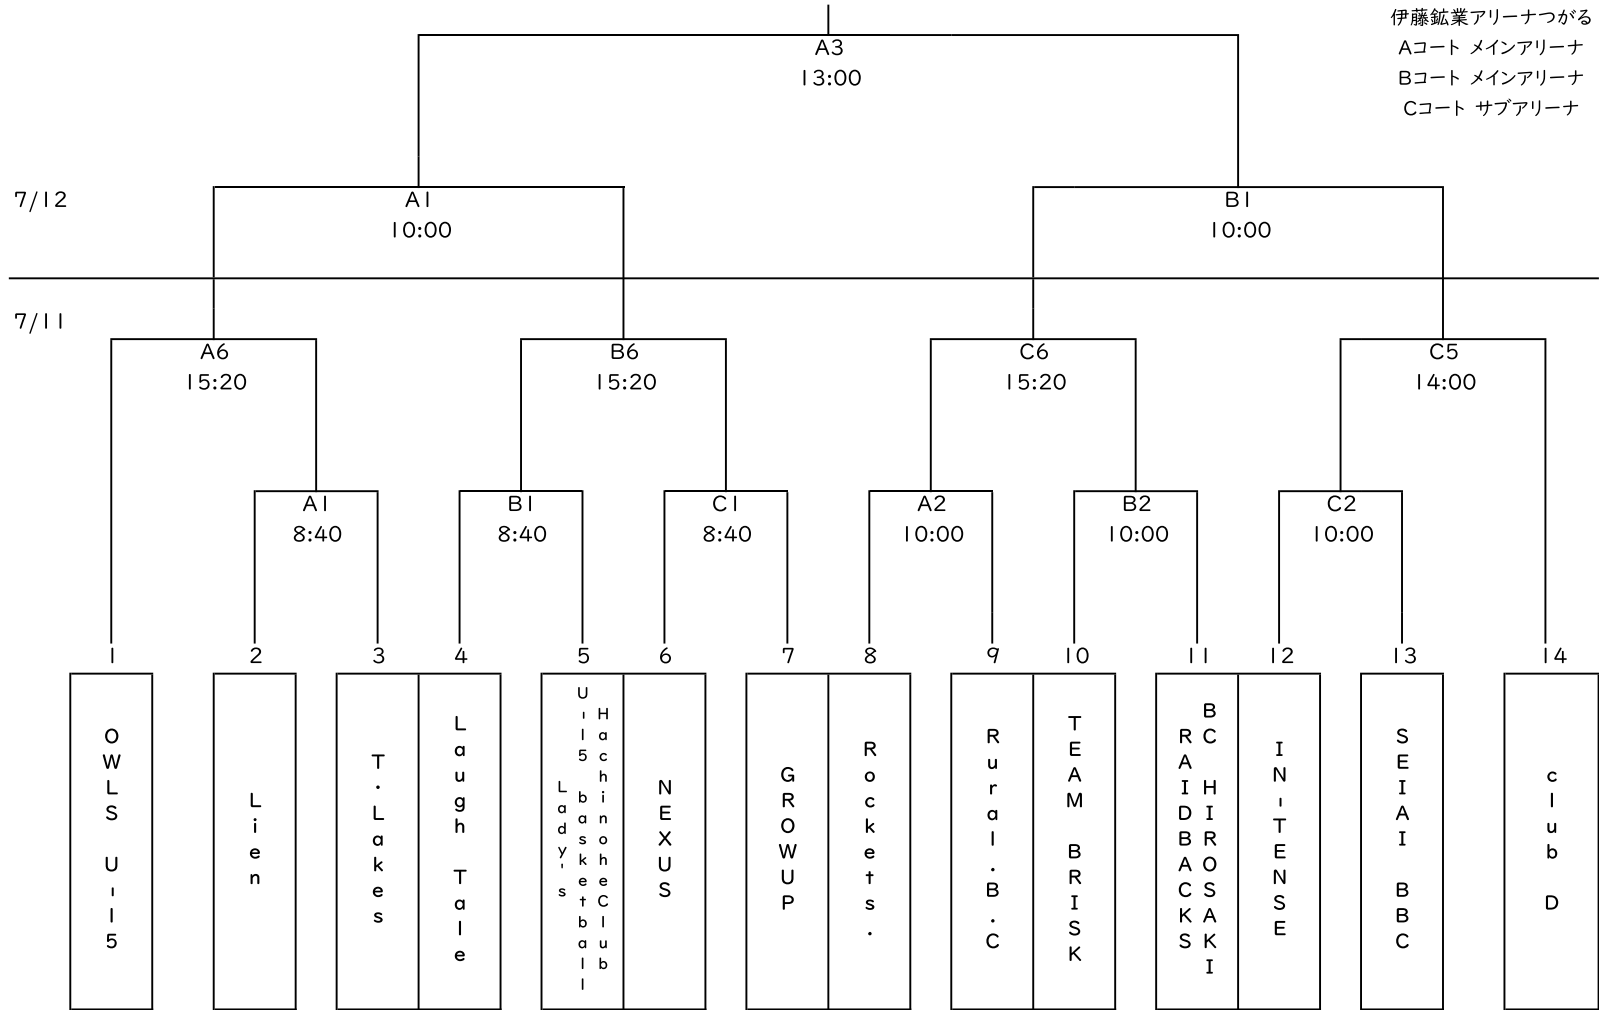 伊藤鉱業アリーナつがる
Aコート メインアリーナ
Bコート メインアリーナ
Cコート サブアリーナ
A3
13:00
7/12
A1
10:00
B1
10:00
7/11
A6
15:20
B6
15:20
C6
15:20
C5
14:00
A1
8:40
B1
8:40
C1
8:40
A2
10:00
B2
10:00
C2
10:00
1
2
3
4
5
6
7
8
9
10
11
12
13
14
OWLS U-15
Lien
T.Lakes
Laugh Tale
HachinoheClub
U-15 basketball
Lady's
NEXUS
GROWUP
Rockets.
Rural.B.C
TEAM BRISK
BC HIROSAKI
RAIDBACKS
IN-TENSE
SEIAI BBC
club D